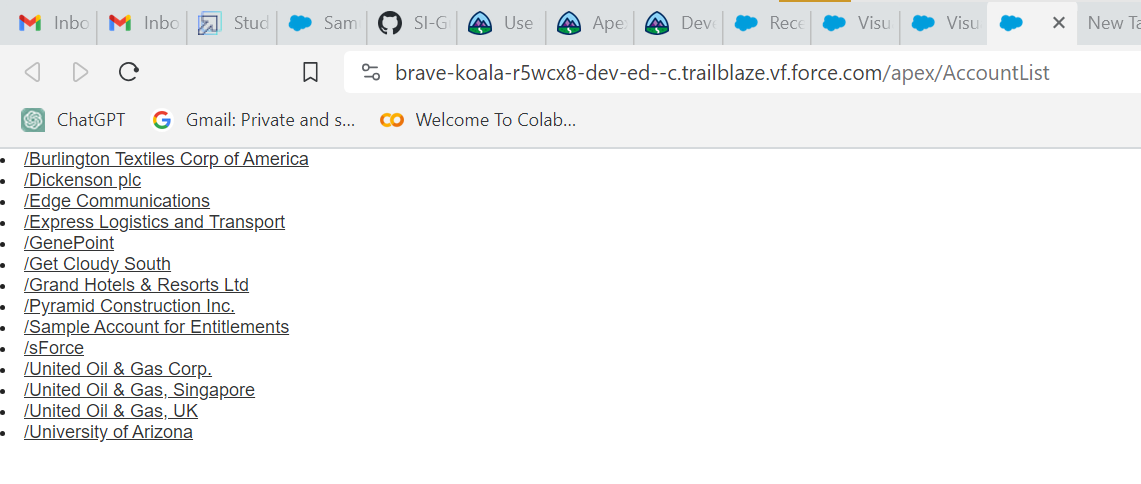 Inbo
Inbo
Stud
Sam
SI-G
Use
Apex
Deve
Rece
Visu
Visu
New Ta
brave-koala-r5wcx8-dev-ed--c.trailblaze.vf.force.com/apex/AccountList
ChatGPT
Gmail: Private and s...
Welcome To Colab...
/Burlington Textiles Corp of America
/Dickenson plc
/Edge Communications
/Express Logistics and Transport
/GenePoint
/Get Cloudy South
/Grand Hotels & Resorts Ltd
/Pyramid Construction Inc.
/Sample Account for Entitlements
/sForce
/United Oil & Gas Corp.
/United Oil & Gas, Singapore
/United Oil & Gas, UK
/University of Arizona